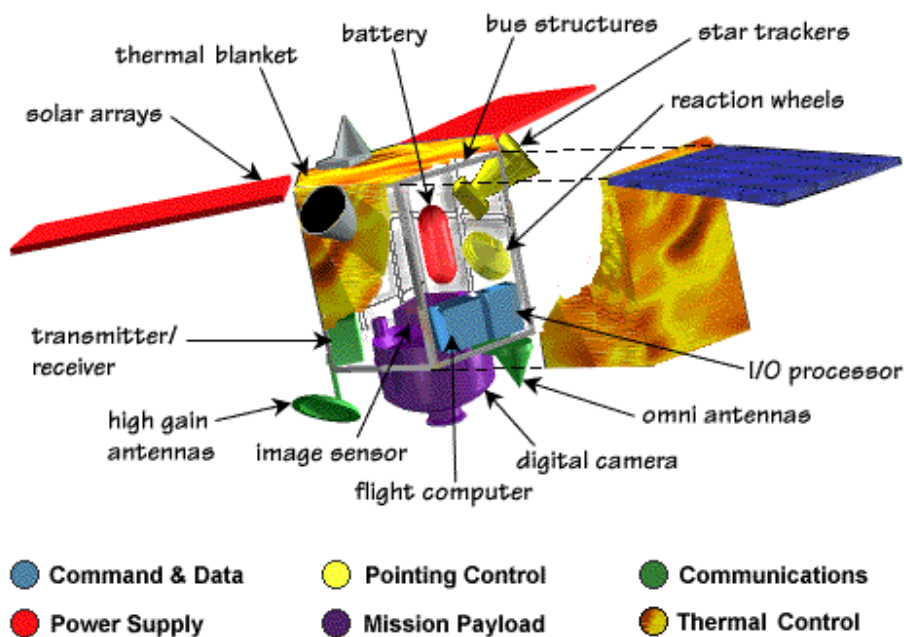 battery
bus structures
star trackers
thermal blanket
reaction wheels
solar arrays
transmitter/
receiver
I/O processor
high gain
antennas
omni antennas
image sensor
digital camera
flight computer
Command & Data
Pointing Control
Communications
Power Supply
Mission Payload
Thermal Control